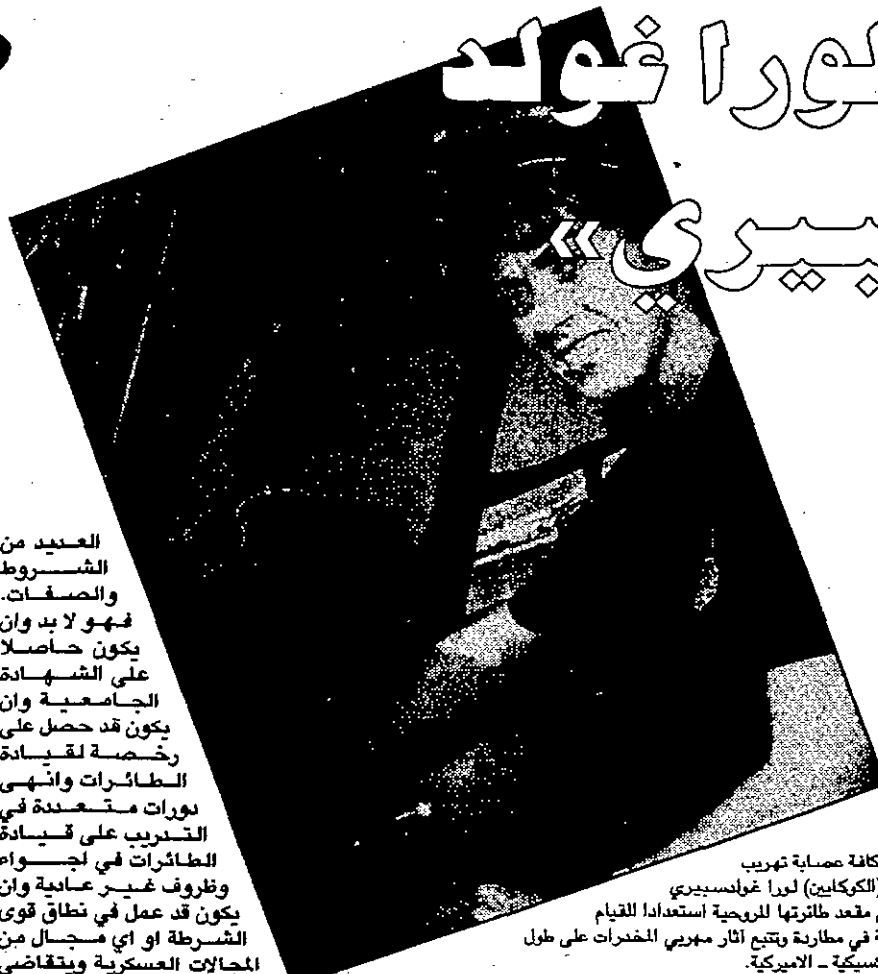 لورا غولد
بيري»
العديد من
الشروط
والصفات.
فهو لا بد وان
يكون حاصلا
على الشهادة
الجامعية وان
يكون قد حصل على
رخصة لقيادة
الطائرات وانهى
دورات متعددة في
التدريب على قيادة
الطائرات في اجواء
وظروف غير عادية وان
يكون قد عمل في نطاق قوى
الشرطة او اي مجال من
المجالات العسكرية ويتقاضى
كافة عصابة تهريب
(الكوكايين) لورا غولدسبيري
مقعد طائرتها المروحية استعدادا للقيام
في مطاردة وتتبع آثار مهربي المخدرات على طول
كسيكية - الاميركية.